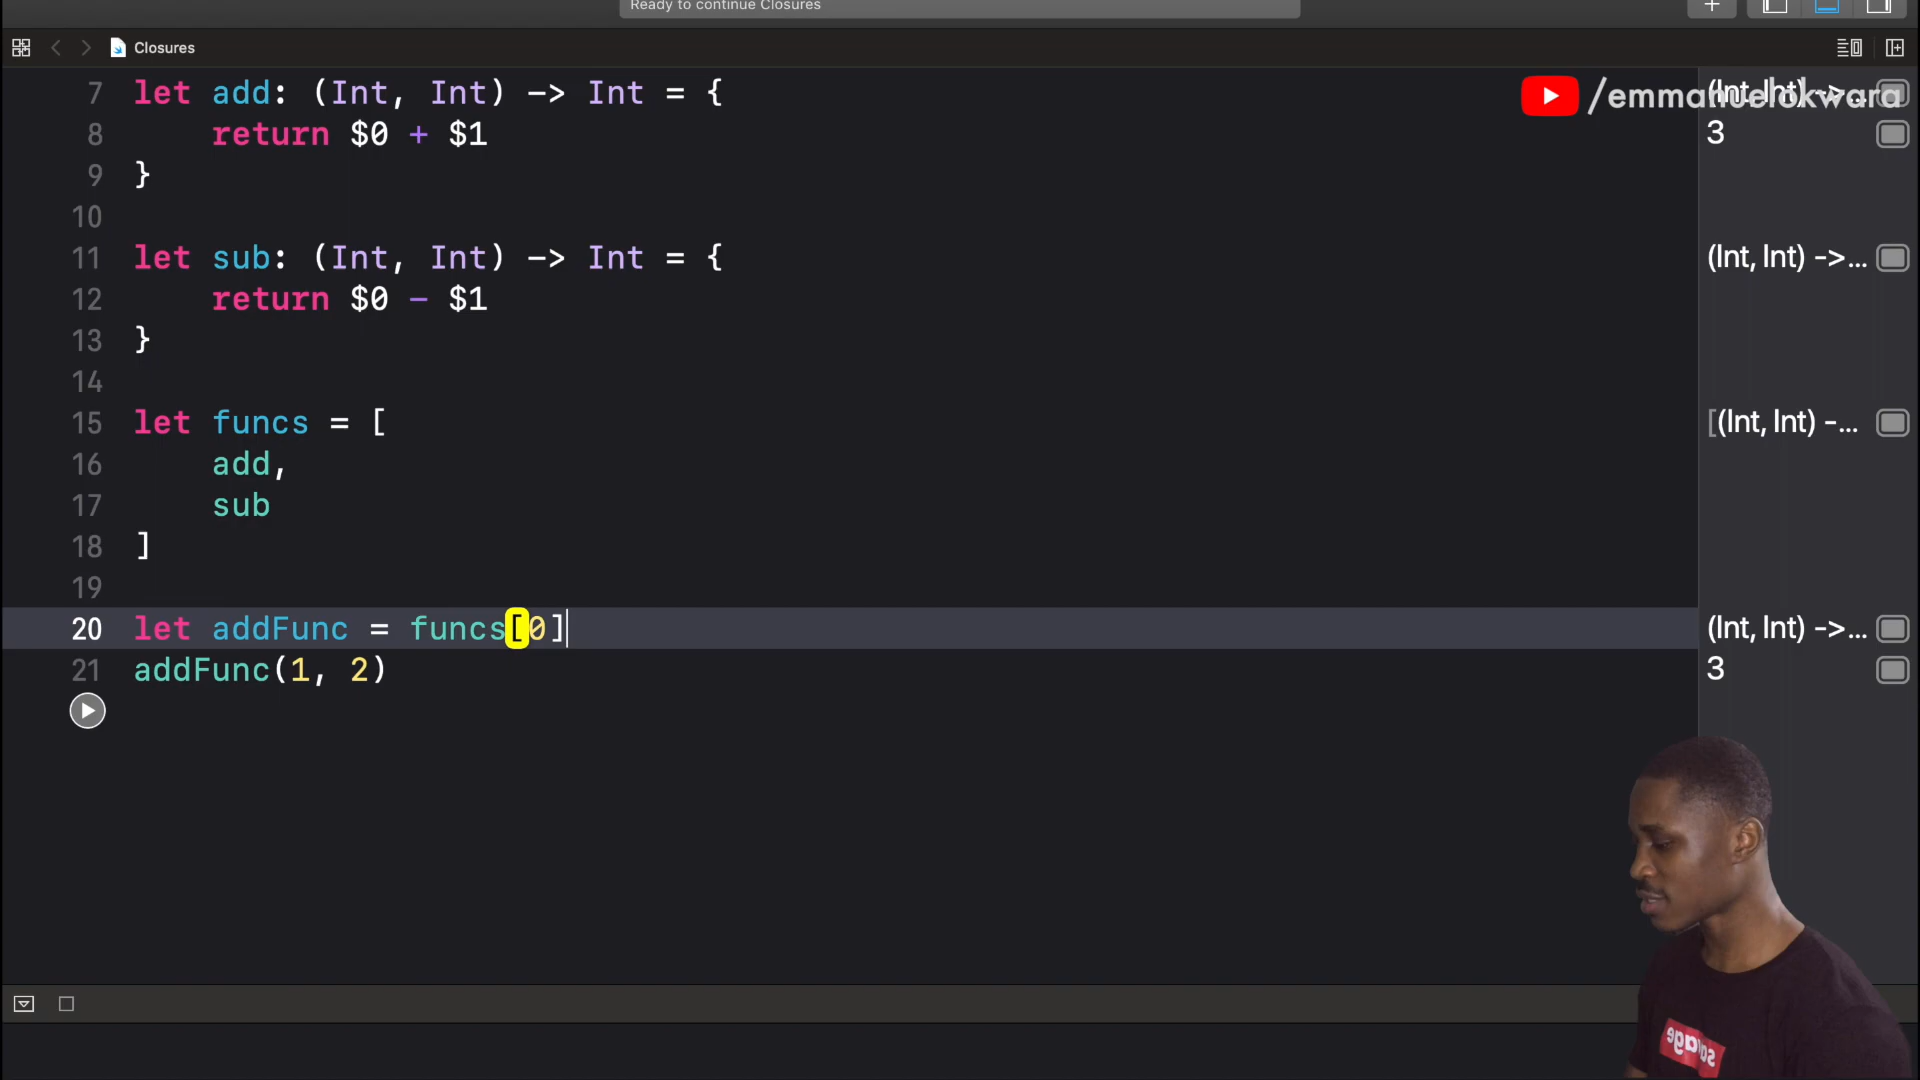 Ready to continue Closures
Closures
/emmanuelokwara
7 let add: (Int, Int) -> Int = {
(Int, Int) ->...
8 return $0 + $1
3
9 }
10
11 let sub: (Int, Int) -> Int = {
(Int, Int) ->...
12 return $0 - $1
13 }
14
15 let funcs = [
[(Int, Int) -...
16 add,
17 sub
18 ]
19
20 let addFunc = funcs[0]
(Int, Int) ->...
21 addFunc(1, 2)
3